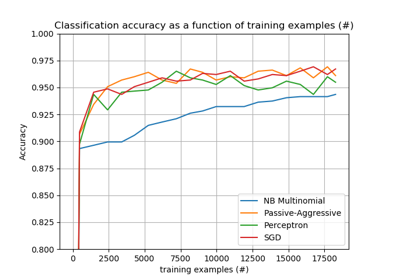 Classification accuracy as a function of training examples (#)
1.000
0.975
0.950
0.925
0.900
0.875
0.850
0.825
0.800
Accuracy
NB Multinomial
Passive-Aggressive
Perceptron
SGD
0 2500 5000 7500 10000 12500 15000 17500
training examples (#)